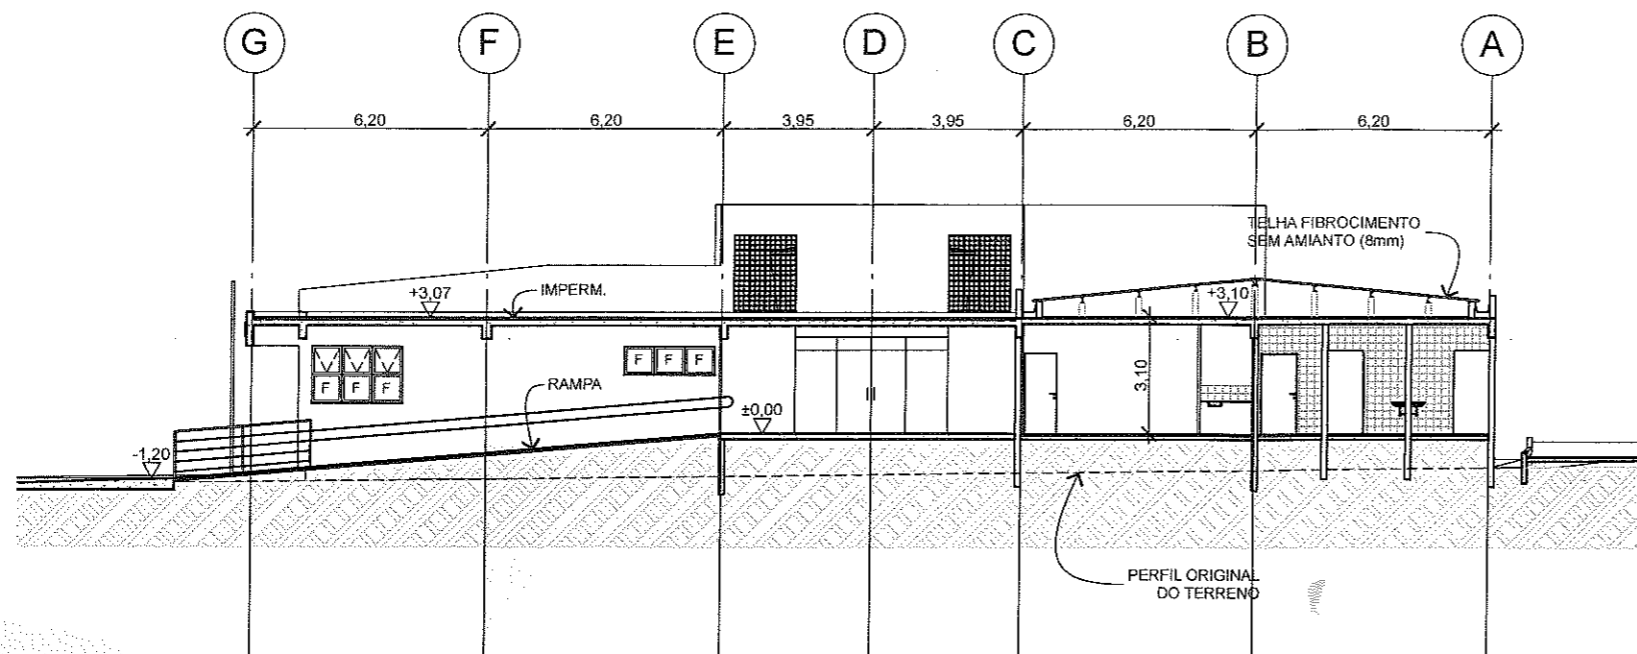 G F E D C B A
6,20 6,20 3,95 3,95 6,20 6,20
TELHA FIBROCIMENTO
SEM AMIANTO (8mm)
+3,07
IMPERM.
+3,10
F F F
F F F
RAMPA
3,10
±0,00
-1,20
PERFIL ORIGINAL
DO TERRENO